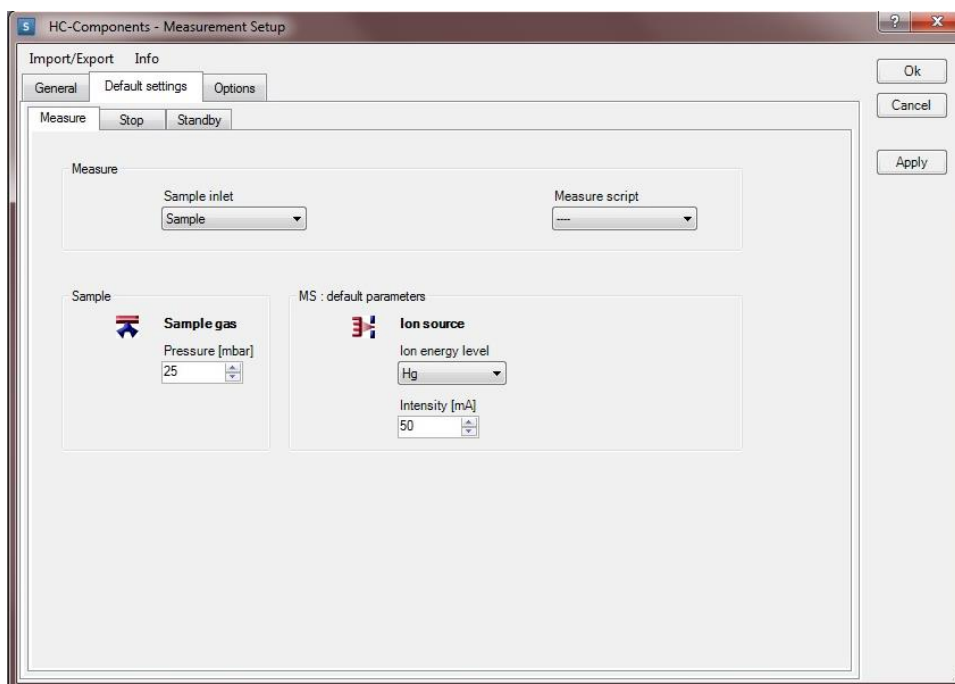 S HC-Components - Measurement Setup ? X
Import/Export Info
General Default settings Options
Measure Stop Standby
Ok
Cancel
Apply
Measure
Sample inlet
Sample
Measure script
----
Sample
Sample gas
Pressure [mbar]
25
MS : default parameters
Ion source
Ion energy level
Hg
Intensity [mA]
50